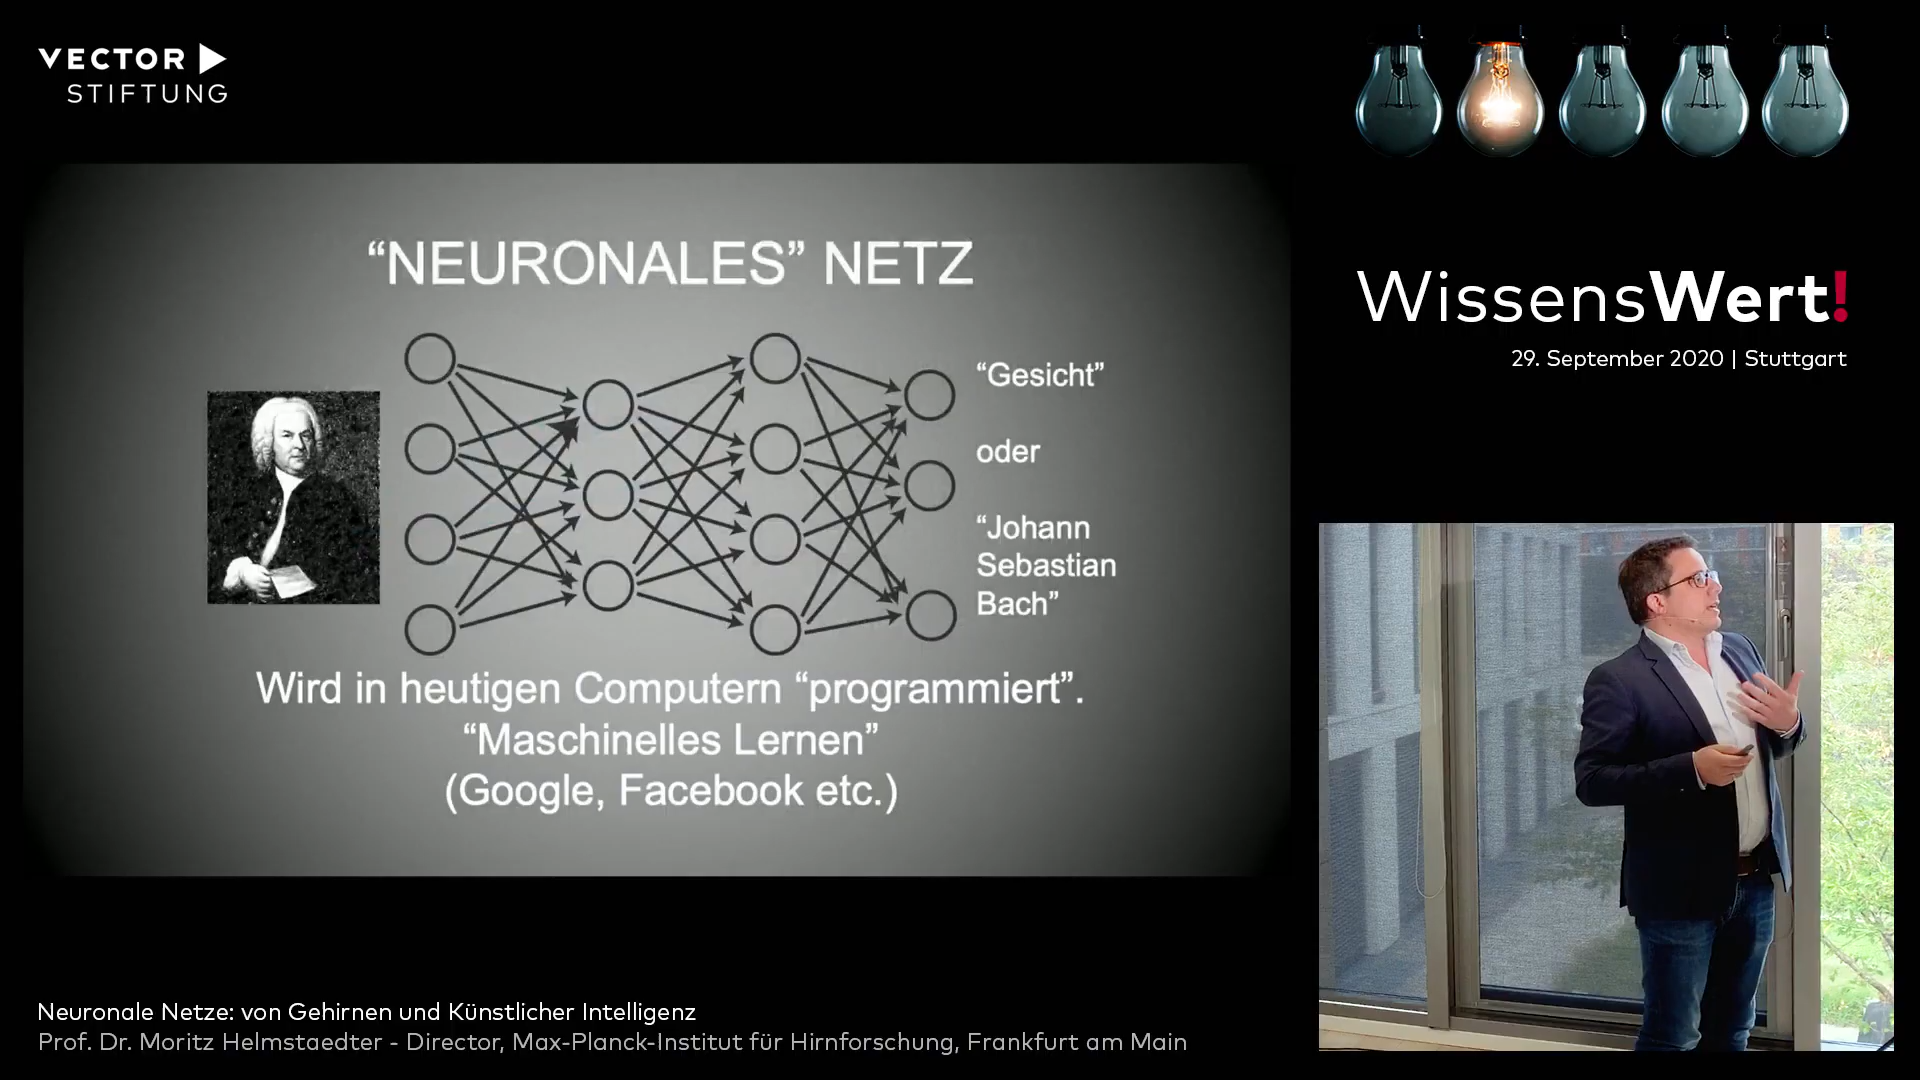 VECTOR
STIFTUNG
“NEURONALES” NETZ
“Gesicht”
oder
“Johann
Sebastian
Bach”
Wird in heutigen Computern “programmiert”.
“Maschinelles Lernen”
(Google, Facebook etc.)
WissensWert!
29. September 2020 | Stuttgart
Neuronale Netze: von Gehirnen und Künstlicher Intelligenz
Prof. Dr. Moritz Helmstaedter - Director, Max-Planck-Institut für Hirnforschung, Frankfurt am Main